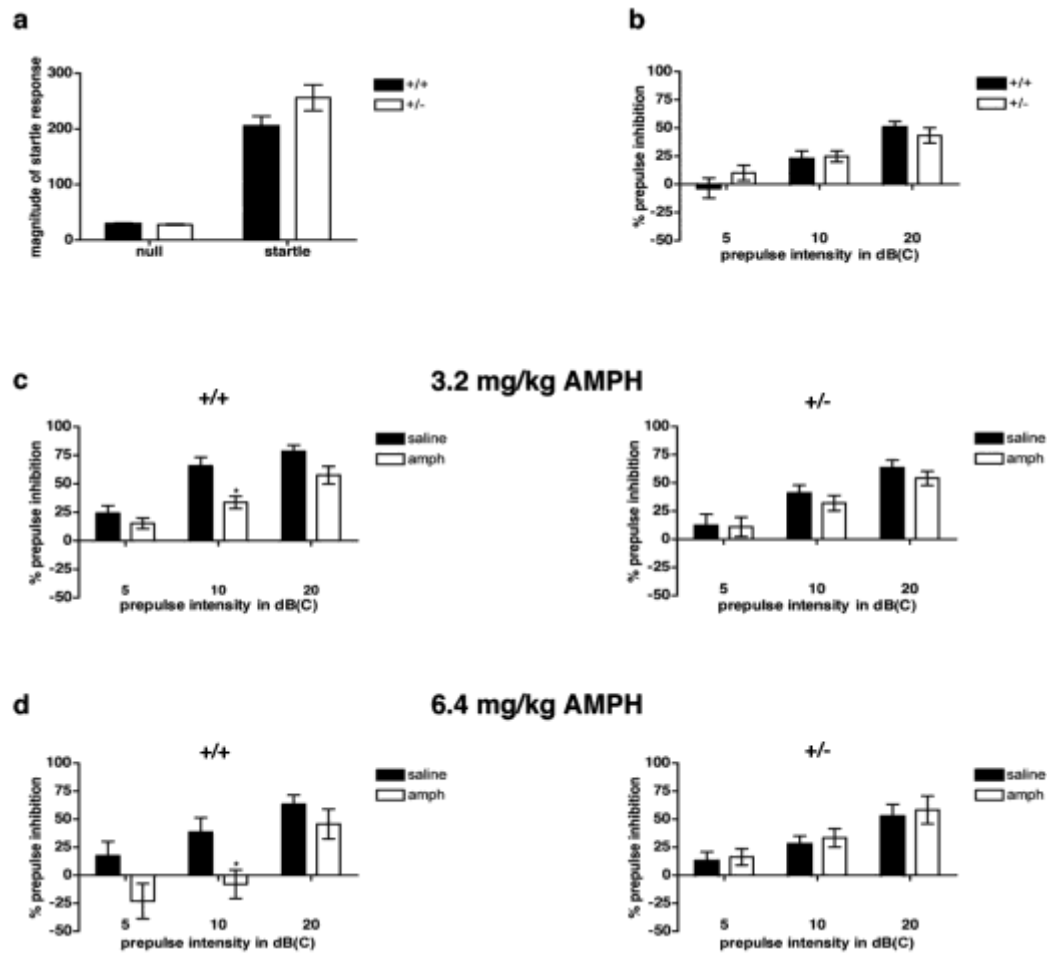 a
magnitude of startle response
300
200
100
0
null startle
+/+
+/-
b
% prepulse inhibition
100
75
50
25
0
-25
-50
5 10 20
prepulse intensity in dB(C)
+/+
+/-
c
3.2 mg/kg AMPH
+/+
% prepulse inhibition
100
75
50
25
0
-25
-50
*
5 10 20
prepulse intensity in dB(C)
saline
amph
+/-
% prepulse inhibition
100
75
50
25
0
-25
-50
5 10 20
prepulse intensity in dB(C)
saline
amph
d
6.4 mg/kg AMPH
+/+
% prepulse inhibition
100
75
50
25
0
-25
-50
*
5 10 20
prepulse intensity in dB(C)
saline
amph
+/-
% prepulse inhibition
100
75
50
25
0
-25
-50
5 10 20
prepulse intensity in dB(C)
saline
amph